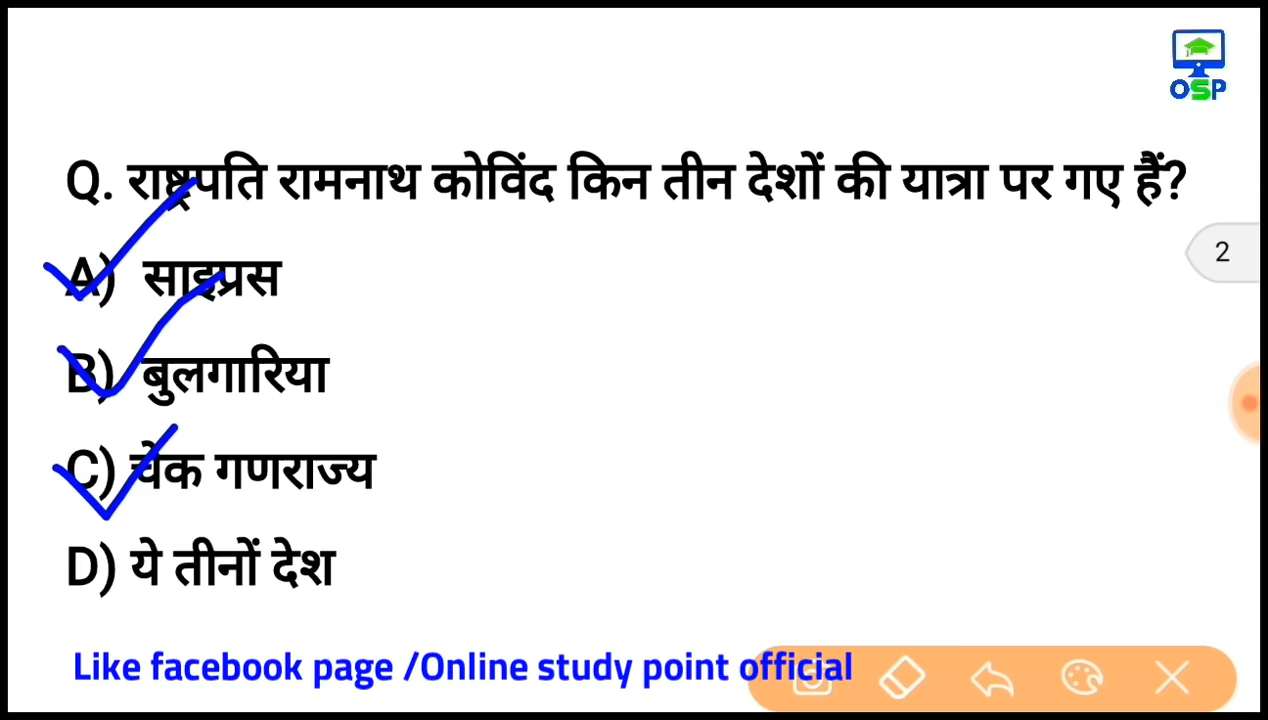 OSP
Q. राष्ट्रपति रामनाथ कोविंद किन तीन देशों की यात्रा पर गए हैं?
2
A) साइप्रस
B) बुलगारिया
C) चेक गणराज्य
D) ये तीनों देश
Like facebook page /Online study point official